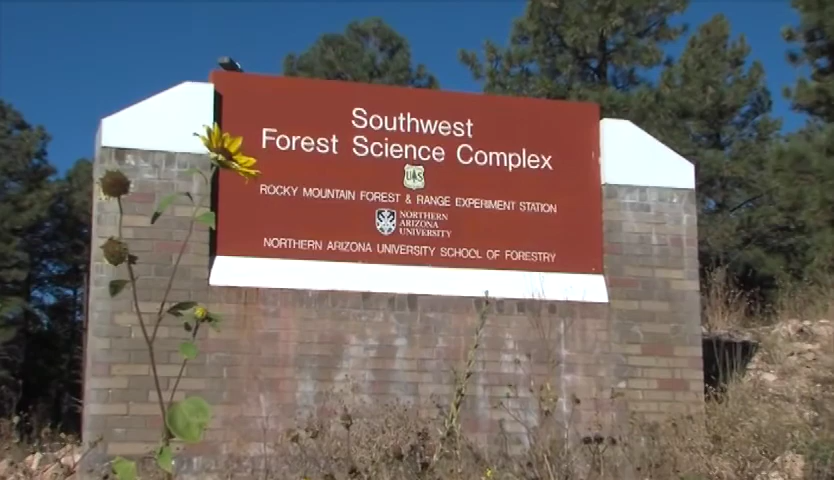 Southwest
Forest Science Complex
UAS
ROCKY MOUNTAIN FOREST & RANGE EXPERIMENT STATION
NORTHERN
ARIZONA
UNIVERSITY
NORTHERN ARIZONA UNIVERSITY SCHOOL OF FORESTRY